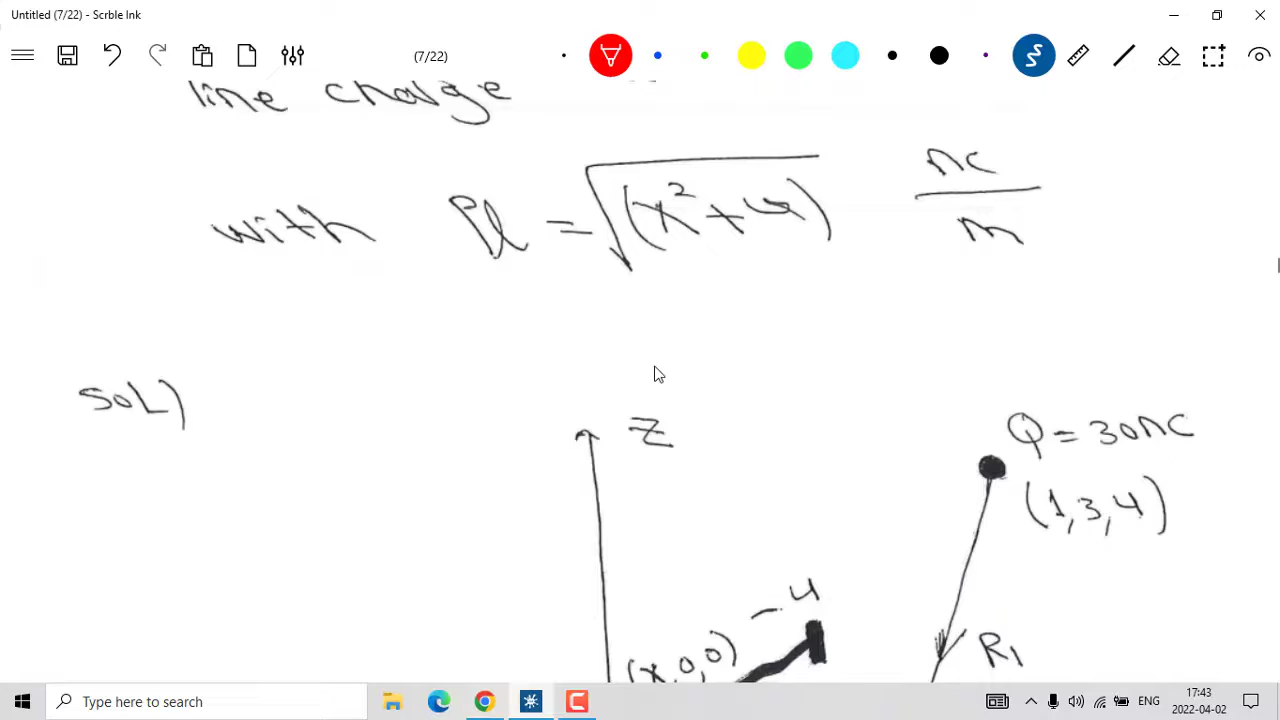 Untitled (7/22) - Scrble Ink
(7/22)
line charge
with ρl = √(x²+4) nc/m
SOL)
Z
Q = 30nC
(1,3,4)
-4
(x,0,0)
R1
Type here to search
ENG
17:43
2022-04-02